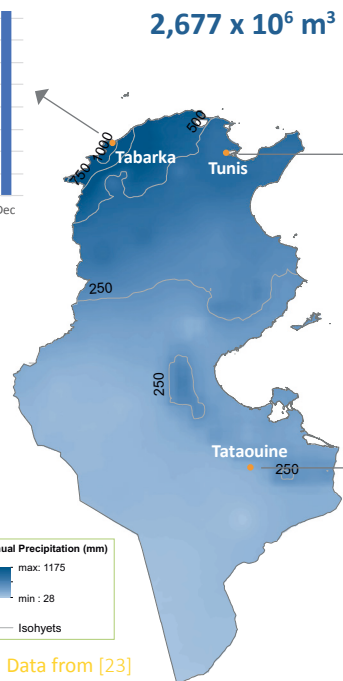 2,677 x 10⁶ m³
Dec
500
1000
750
Tabarka
Tunis
250
250
Tataouine
250
nual Precipitation (mm)
max: 1175
min : 28
Isohyets
Data from [23]